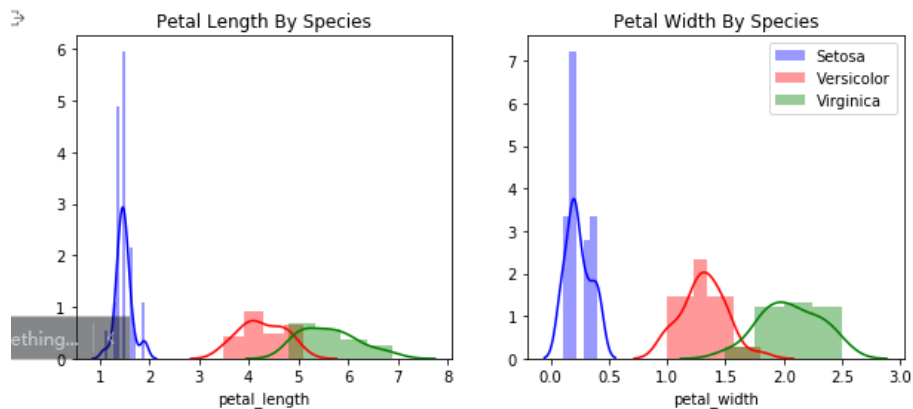 Petal Length By Species
6
5
4
3
2
1
0
1 2 3 4 5 6 7 8
petal_length
ething...
Petal Width By Species
Setosa
Versicolor
Virginica
7
6
5
4
3
2
1
0
0.0 0.5 1.0 1.5 2.0 2.5 3.0
petal_width